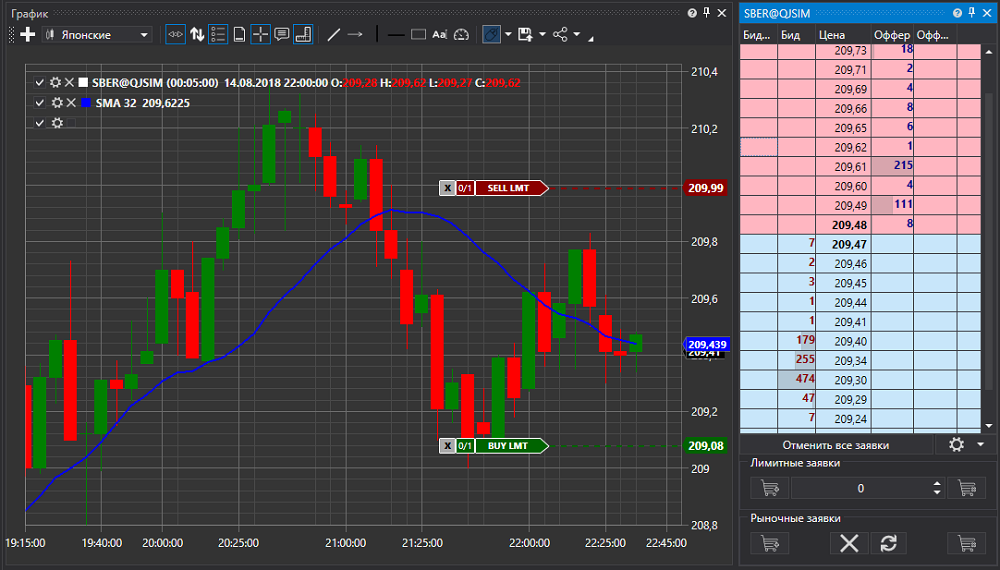 График
Японские
Aa
SBER@QJSIM (00:05:00) 14.08.2018 22:00:00 O:209,28 H:209,62 L:209,27 C:209,62
SMA 32 209,6225
X 0/1 SELL LMT
X 0/1 BUY LMT
210,4
210,2
209,99
209,8
209,6
209,439
209,41
209,2
209,08
209
208,8
19:15:00 19:40:00 20:00:00 20:25:00 21:00:00 21:25:00 22:00:00 22:25:00 22:45:00
SBER@QJSIM
Бид... Бид Цена Оффер Офф...
209,73 18
209,71 2
209,69 4
209,66 8
209,65 6
209,62 1
209,61 215
209,60 4
209,49 111
209,48 8
7 209,47
2 209,46
3 209,45
1 209,44
1 209,41
179 209,40
255 209,34
474 209,30
47 209,29
7 209,24
Отменить все заявки
Лимитные заявки
0
Рыночные заявки